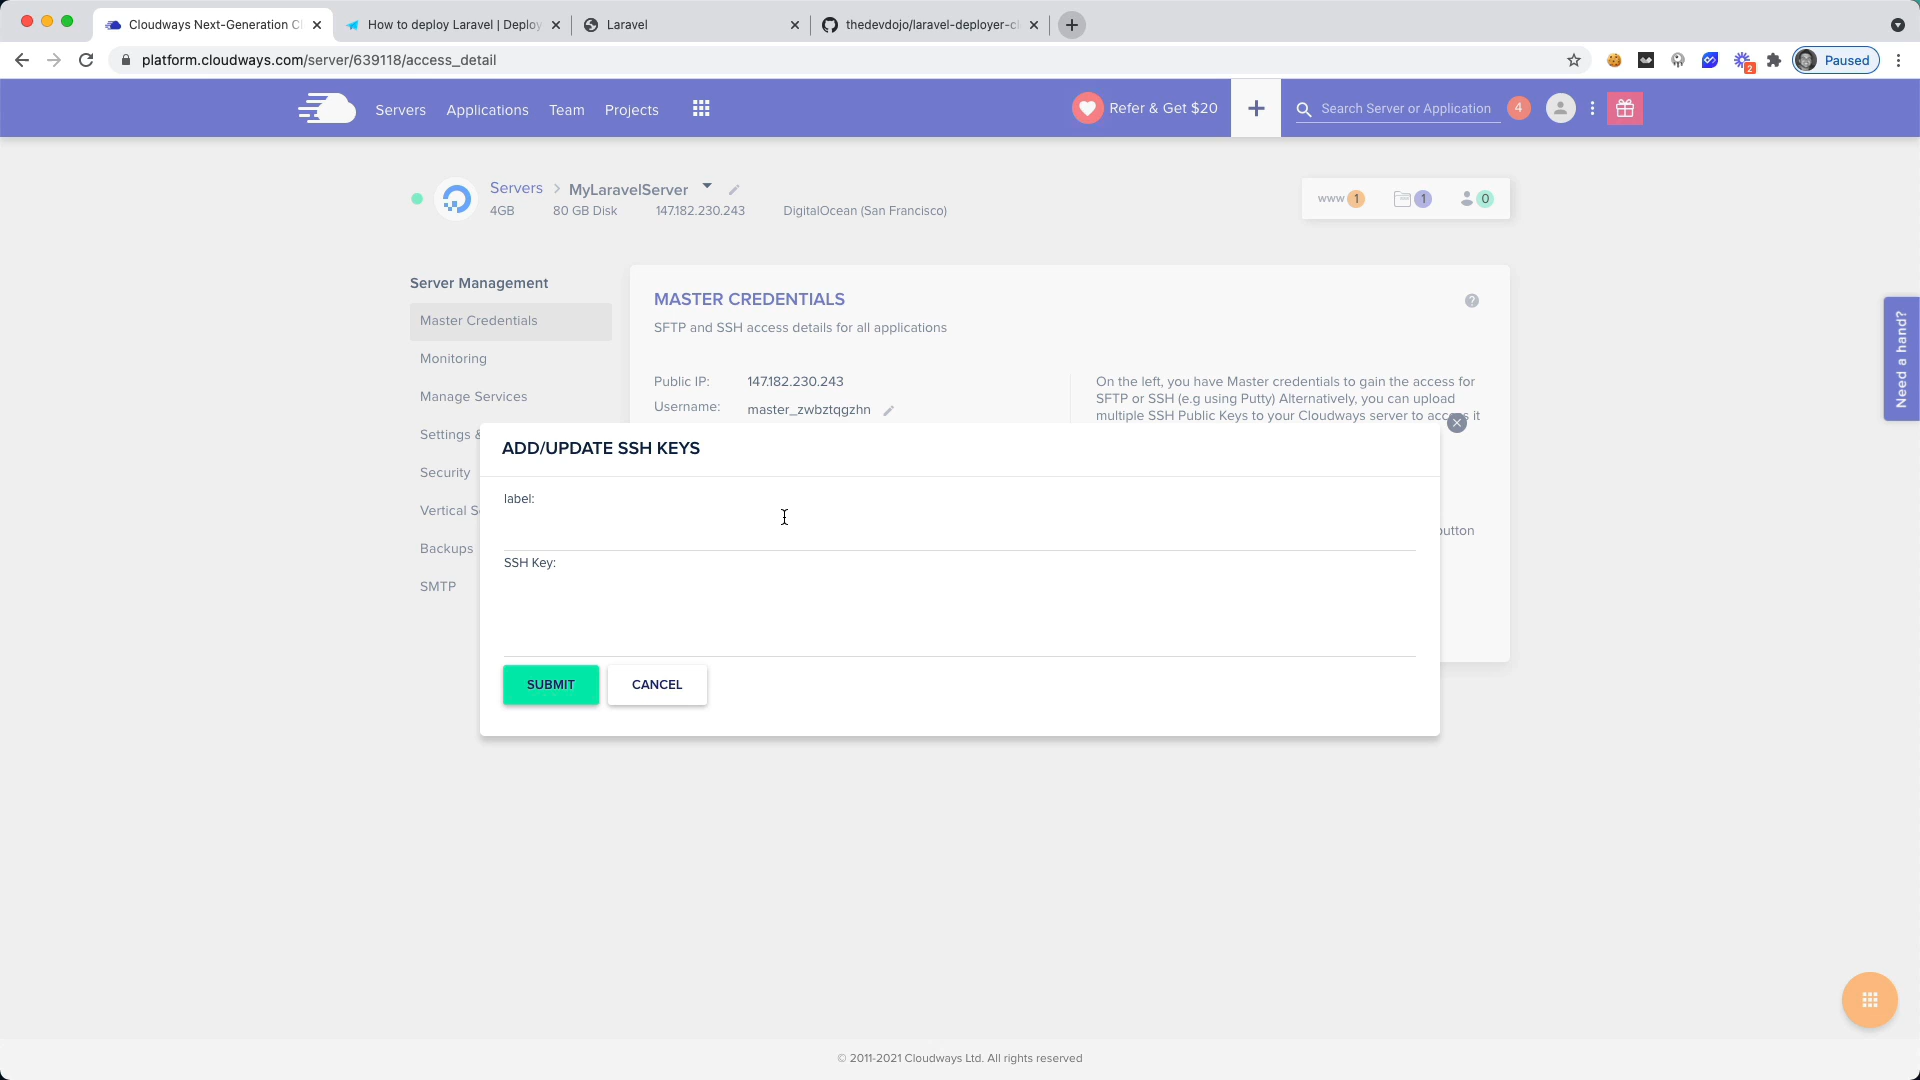 Cloudways Next-Generation C
How to deploy Laravel | Deploy
Laravel
thedevdojo/laravel-deployer-c
platform.cloudways.com/server/639118/access_detail
2
Paused
Servers
Applications
Team
Projects
Refer & Get $20
Search Server or Application
4
Servers
MyLaravelServer
4GB
80 GB Disk
147.182.230.243
DigitalOcean (San Francisco)
www 1
1
0
Need a hand?
Server Management
Master Credentials
Monitoring
Manage Services
Settings &
Security
Vertical S
Backups
SMTP
MASTER CREDENTIALS
SFTP and SSH access details for all applications
Public IP:
147.182.230.243
Username:
master_zwbztqgzhn
On the left, you have Master credentials to gain the access for
SFTP or SSH (e.g using Putty) Alternatively, you can upload
multiple SSH Public Keys to your Cloudways server to access it
button
ADD/UPDATE SSH KEYS
label:
SSH Key:
SUBMIT
CANCEL
© 2011-2021 Cloudways Ltd. All rights reserved